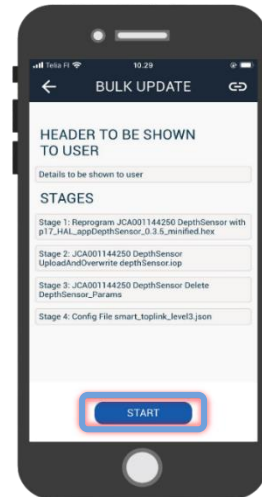 Telia FI
10.29
BULK UPDATE
HEADER TO BE SHOWN
TO USER
Details to be shown to user
STAGES
Stage 1: Reprogram JCA001144250 DepthSensor with
p17_HAL_appDepthSensor_0.3.5_minified.hex
Stage 2: JCA001144250 DepthSensor
UploadAndOverwrite depthSensor.iop
Stage 3: JCA001144250 DepthSensor Delete
DepthSensor_Params
Stage 4: Config File smart_toplink_level3.json
START